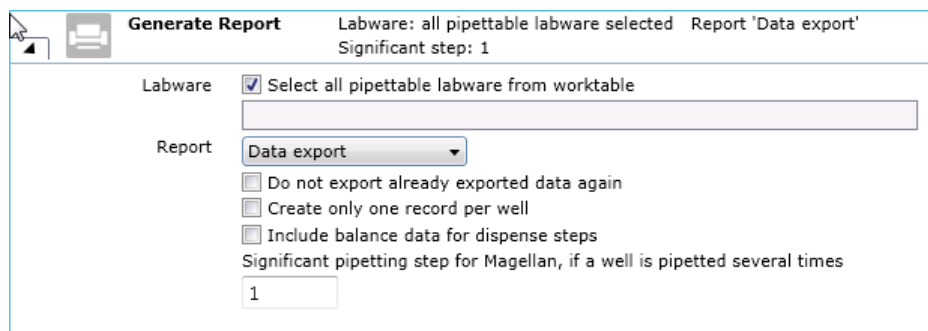 Generate Report Labware: all pipettable labware selected Report 'Data export'
Significant step: 1
Labware Select all pipettable labware from worktable
Report Data export
Do not export already exported data again
Create only one record per well
Include balance data for dispense steps
Significant pipetting step for Magellan, if a well is pipetted several times
1